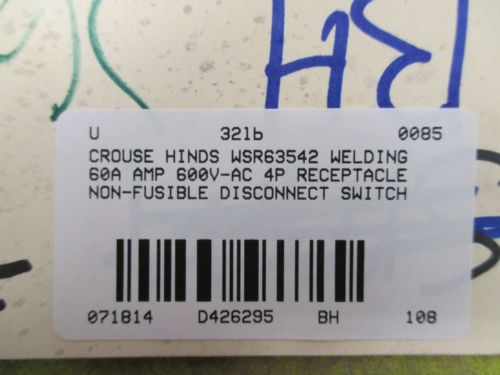 3H
U 321b 0085
CROUSE HINDS WSR63542 WELDING
60A AMP 600V-AC 4P RECEPTACLE
NON-FUSIBLE DISCONNECT SWITCH
071814 D426295 BH 108